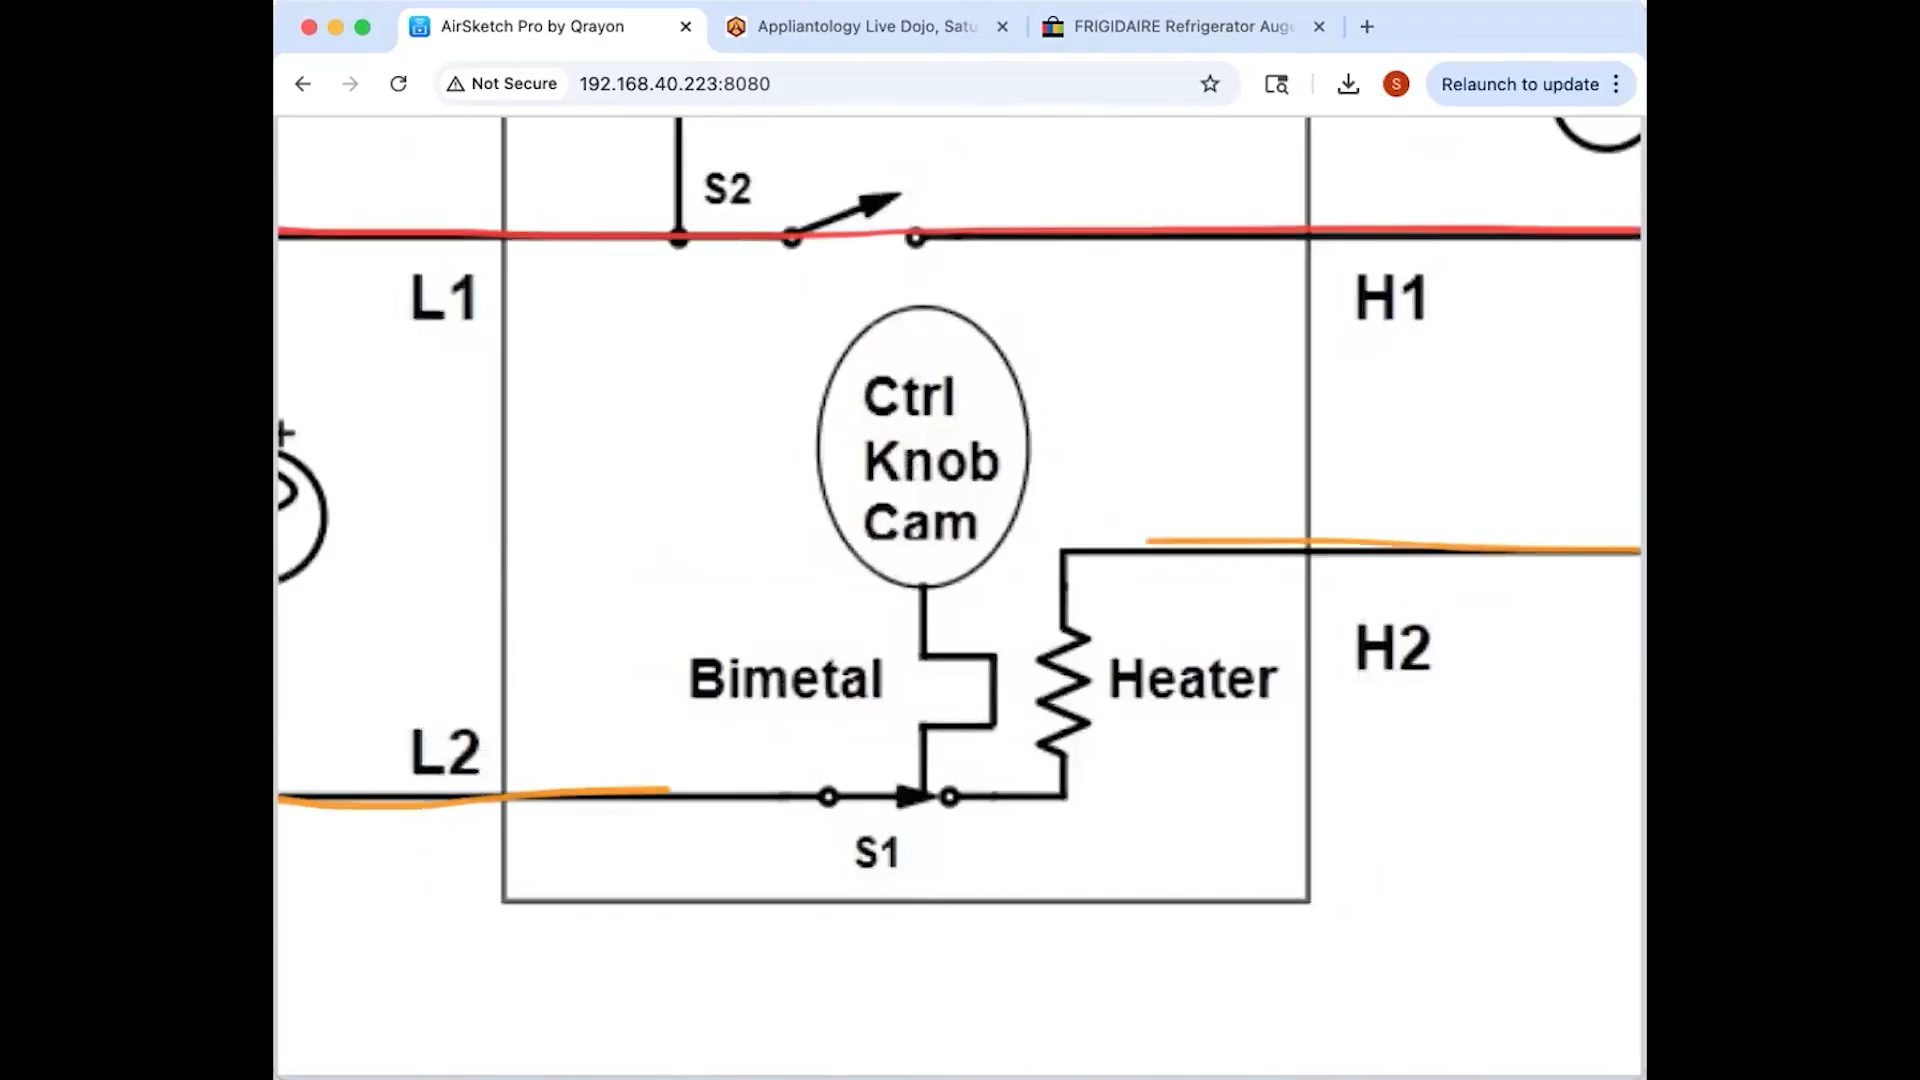 AirSketch Pro by Qrayon
Appliantology Live Dojo, Satu
FRIGIDAIRE Refrigerator Auge
Not Secure
192.168.40.223:8080
S
Relaunch to update
S2
L1
H1
Ctrl
Knob
Cam
+
Bimetal
Heater
H2
L2
S1